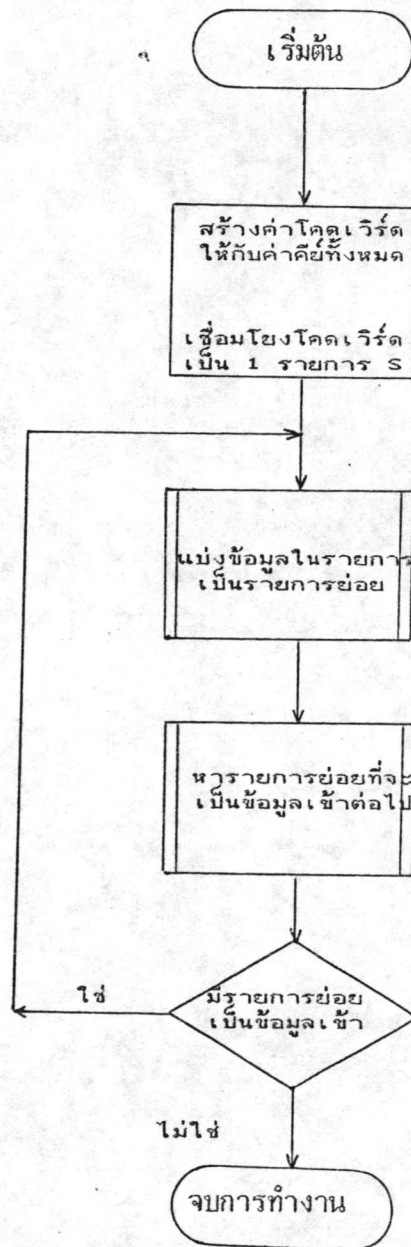 เริ่มต้น
สร้างค่าโคดเวิร์ด
ให้กับค่าคีย์ทั้งหมด
เชื่อมโยงโคดเวิร์ด
เป็น 1 รายการ S
แบ่งข้อมูลในรายการ
เป็นรายการย่อย
หารายการย่อยที่จะ
เป็นข้อมูลเข้าต่อไป
ใช่
มีรายการย่อย
เป็นข้อมูลเข้า
ไม่ใช่
จบการทำงาน